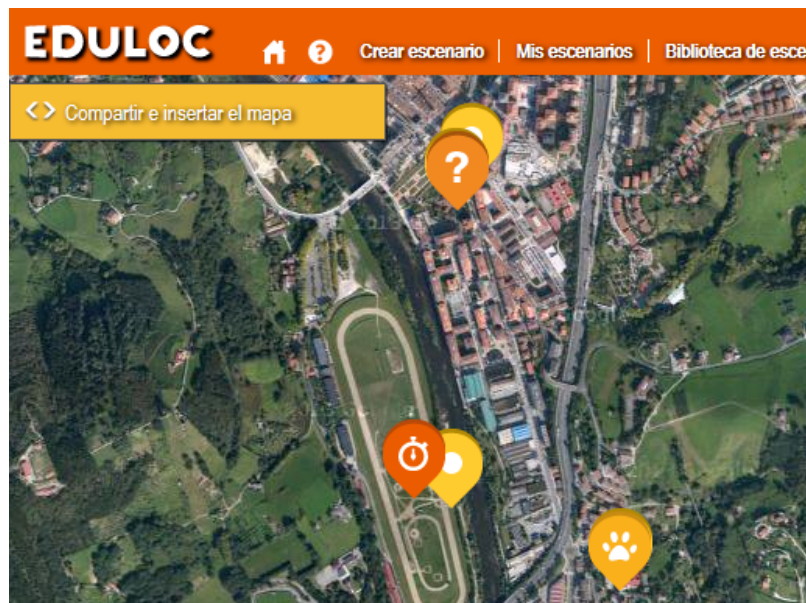 EDULOC
? Crear escenario | Mis escenarios | Biblioteca de esce
<> Compartir e insertar el mapa
?